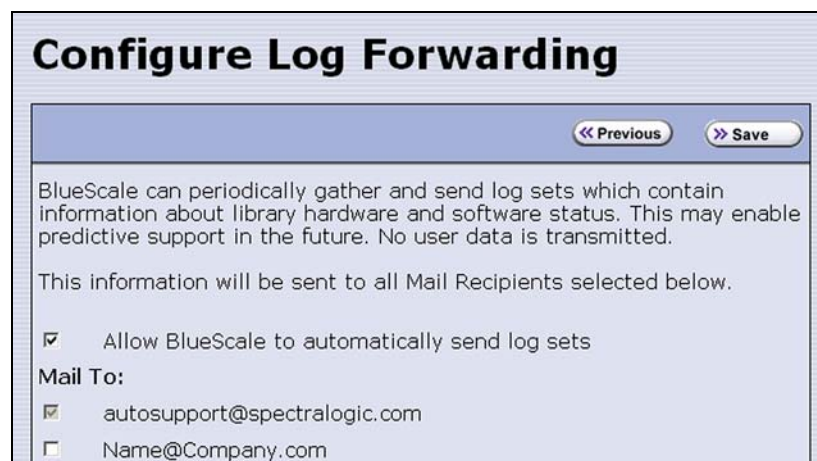 Configure Log Forwarding
Previous
Save
BlueScale can periodically gather and send log sets which contain
information about library hardware and software status. This may enable
predictive support in the future. No user data is transmitted.
This information will be sent to all Mail Recipients selected below.
Allow BlueScale to automatically send log sets
Mail To:
autosupport@spectralogic.com
Name@Company.com